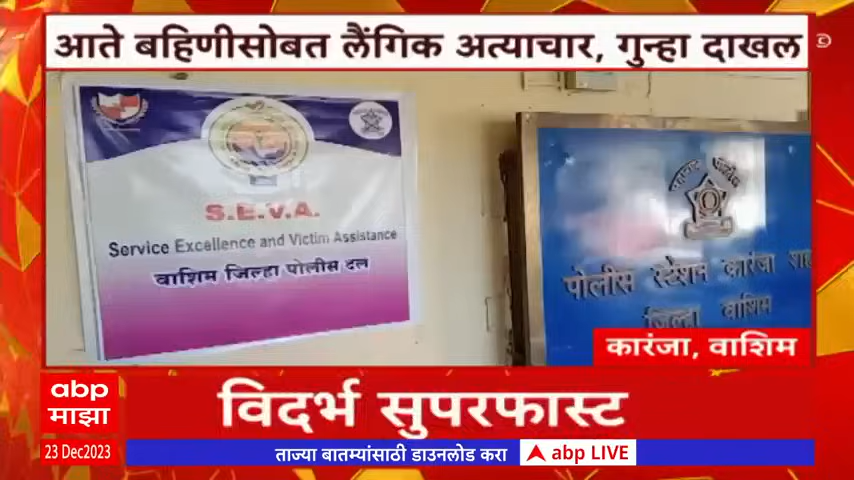 आते बहिणीसोबत लैंगिक अत्याचार, गुन्हा दाखल
S.E.V.A.
Service Excellence and Victim Assistance
वाशिम जिल्हा पोलीस दल
महाराष्ट्र पोलीस
पोलीस स्टेशन कारंजा
जिल्हा वाशिम
कारंजा, वाशिम
abp
माझा
विदर्भ सुपरफास्ट
23 Dec2023
ताज्या बातम्यांसाठी डाउनलोड करा
abp LIVE